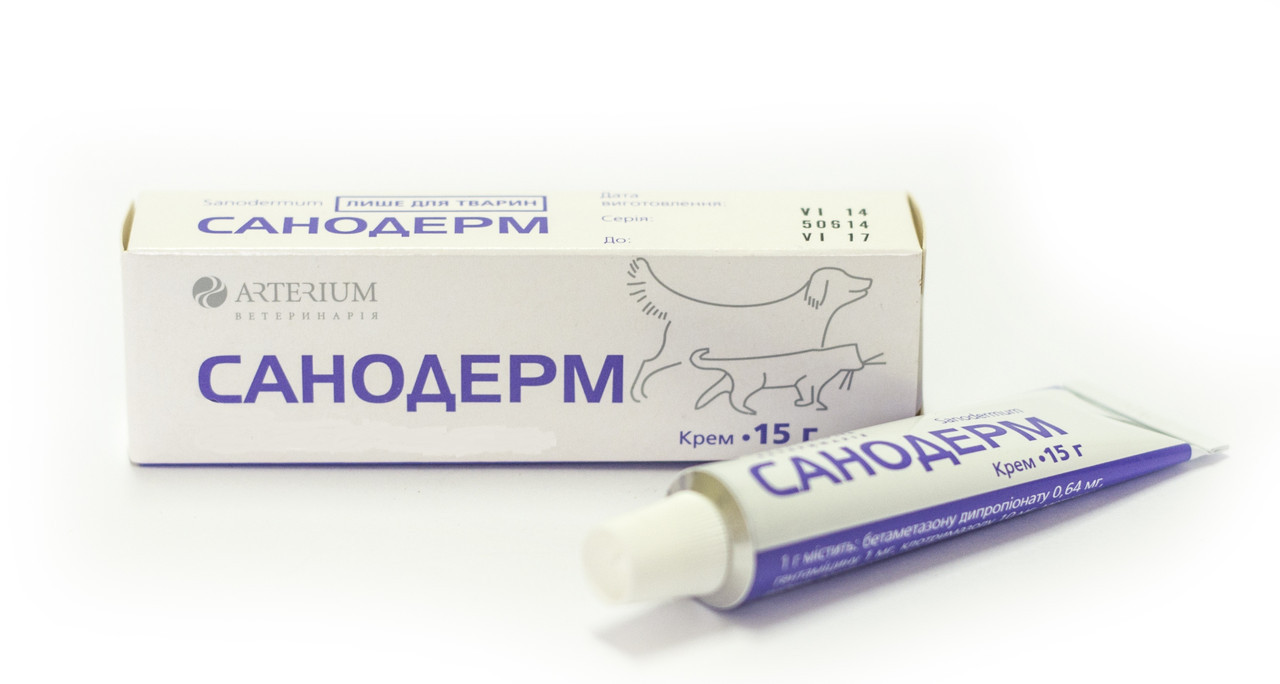 Sanodermum ЛИШЕ ДЛЯ ТВАРИН
САНОДЕРМ
Дата
виготовлення: VI 14
Серія: 50614
До: VI 17
ARTERIUM
ВЕТЕРИНАРІЯ
САНОДЕРМ
Крем • 15 г
Sanodermum
САНОДЕРМ
Крем • 15 г
1 г містить: бетаметазону дипропіонату 0,64 мг,